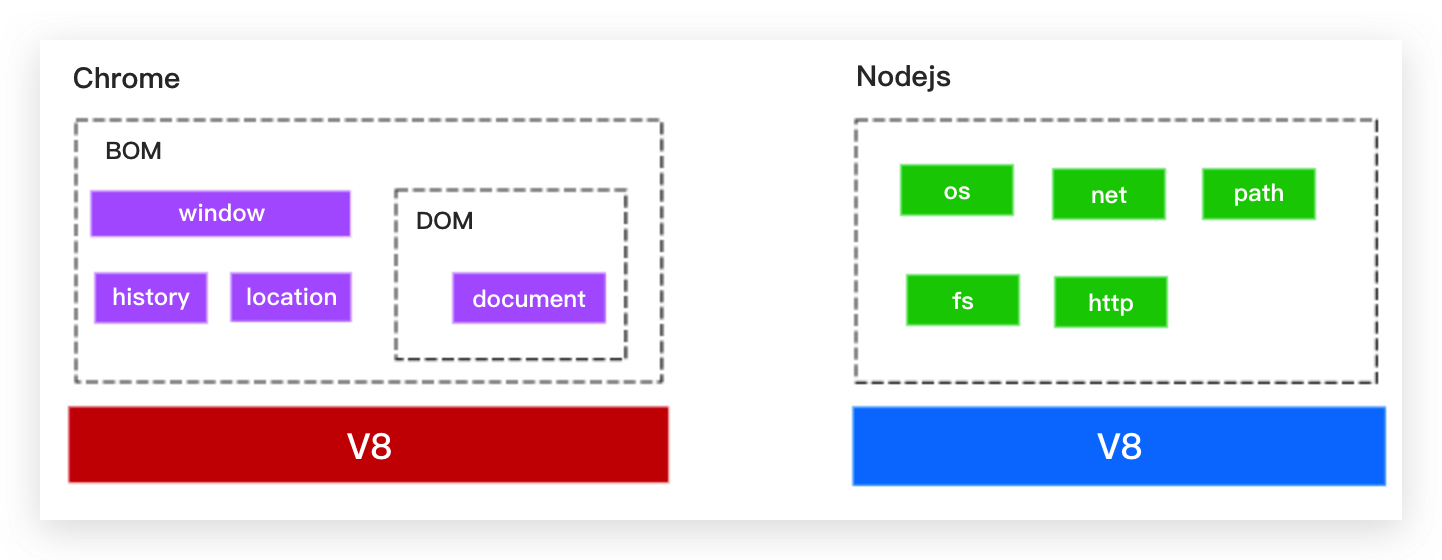 Chrome
BOM
window
history
location
DOM
document
V8
Nodejs
os
net
path
fs
http
V8